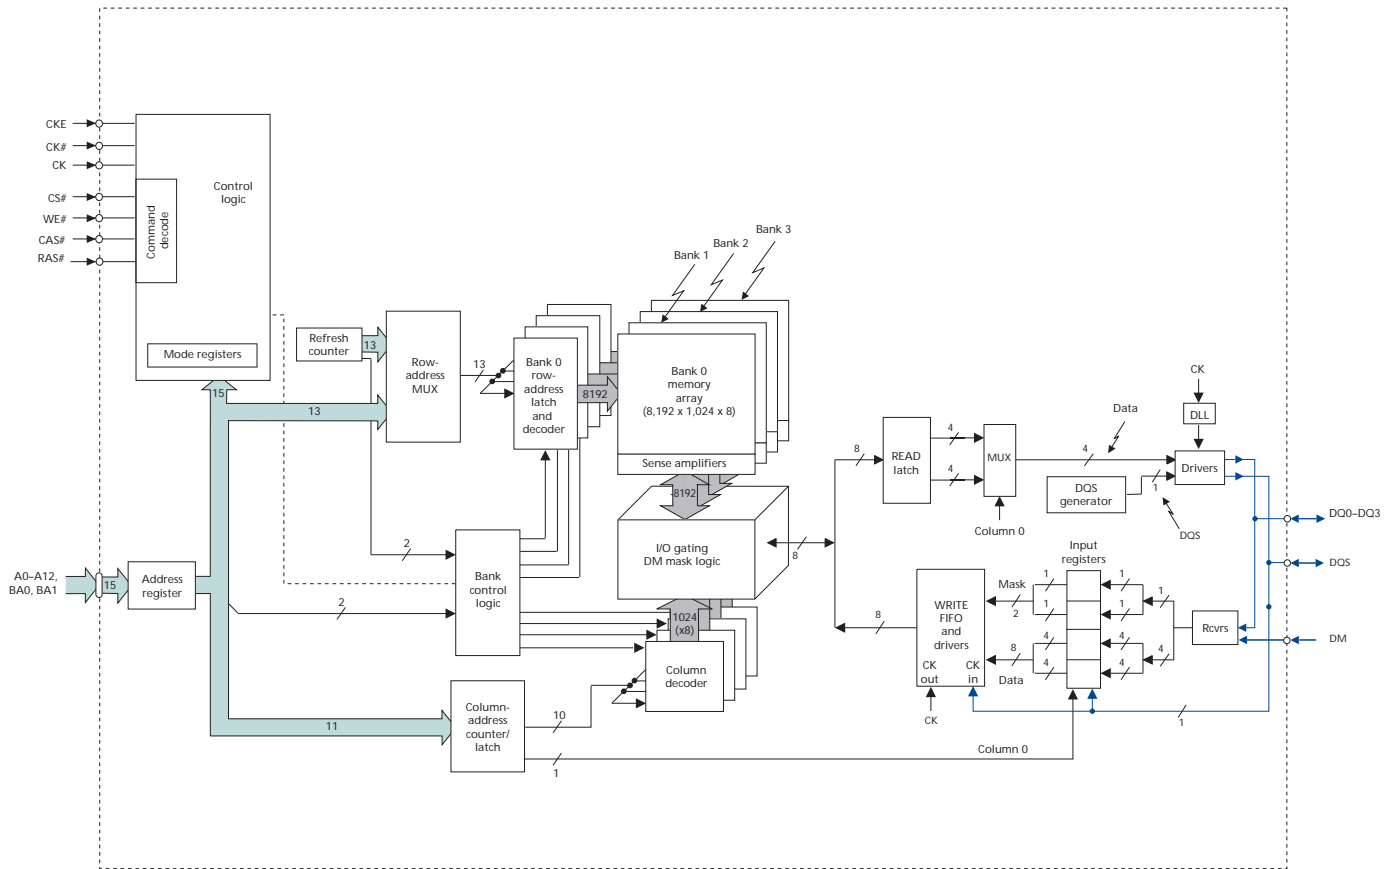 Bank 3
Bank 2
Bank 1
CKE
CK#
CK
CS#
WE#
CAS#
RAS#
Command
decode
Control
logic
Mode registers
Refresh
counter
13
Row-
address
MUX
13
Bank 0
row-
address
latch
and
decoder
8192
Bank 0
memory
array
(8,192 x 1,024 x 8)
Sense amplifiers
8192
15
13
2
I/O gating
DM mask logic
8
8
READ
latch
4
4
MUX
Column 0
4
Data
CK
DLL
Drivers
DQS
generator
1
DQS
DQ0–DQ3
DQS
DM
A0–A12,
BA0, BA1
15
Address
register
2
Bank
control
logic
1024
(x8)
Column
decoder
8
WRITE
FIFO
and
drivers
CK
out
CK
in
CK
Mask
2
8
Data
Input
registers
1
1
4
4
1
1
4
4
1
4
Rcvrs
1
11
Column-
address
counter/
latch
10
1
Column 0